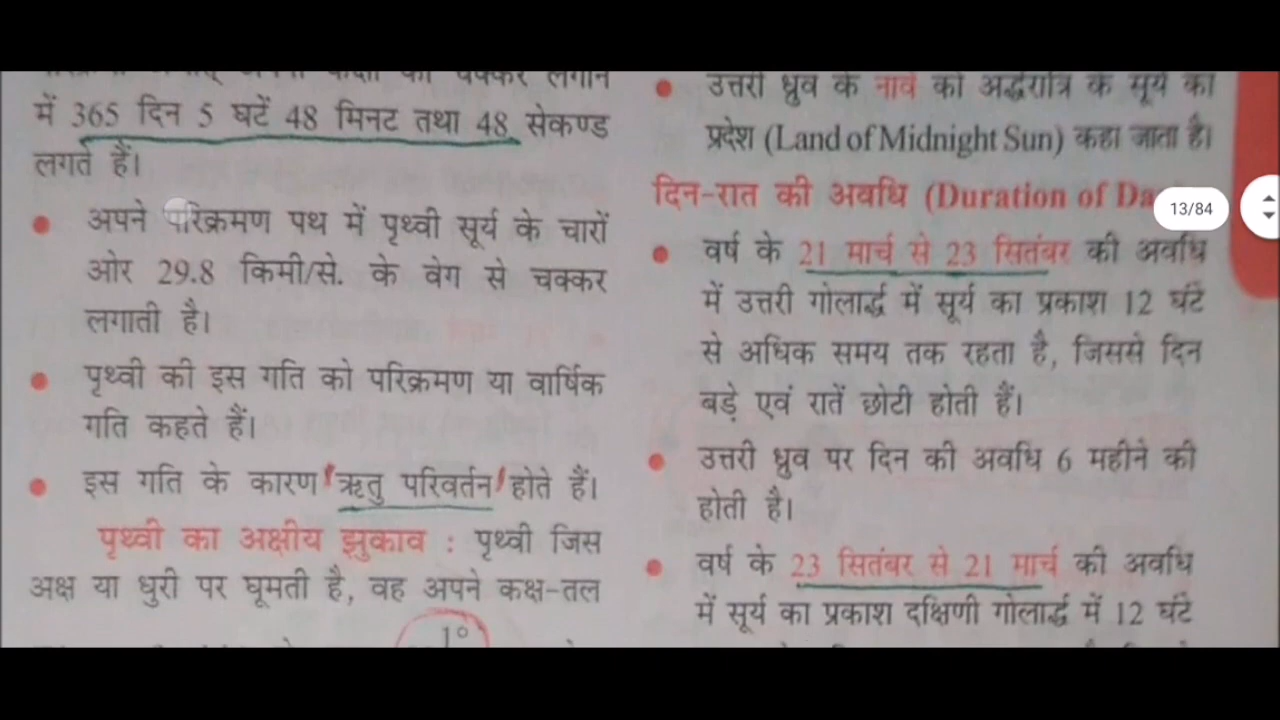 में 365 दिन 5 घटें 48 मिनट तथा 48 सेकण्ड
लगते हैं।
अपने परिक्रमण पथ में पृथ्वी सूर्य के चारों
ओर 29.8 किमी/से. के वेग से चक्कर
लगाती है।
पृथ्वी की इस गति को परिक्रमण या वार्षिक
गति कहते हैं।
इस गति के कारण ऋतु परिवर्तन होते हैं।
पृथ्वी का अक्षीय झुकाव : पृथ्वी जिस
अक्ष या धुरी पर घूमती है, वह अपने कक्ष-तल
1°
उत्तरी ध्रुव के नार्वे को अर्द्धरात्रि के सूर्य का
प्रदेश (Land of Midnight Sun) कहा जाता है।
दिन-रात की अवधि (Duration of
13/84
वर्ष के 21 मार्च से 23 सितंबर की अवधि
में उत्तरी गोलार्द्ध में सूर्य का प्रकाश 12 घंटे
से अधिक समय तक रहता है, जिससे दिन
बड़े एवं रातें छोटी होती हैं।
उत्तरी ध्रुव पर दिन की अवधि 6 महीने की
होती है।
वर्ष के 23 सितंबर से 21 मार्च की अवधि
में सूर्य का प्रकाश दक्षिणी गोलार्द्ध में 12 घंटे